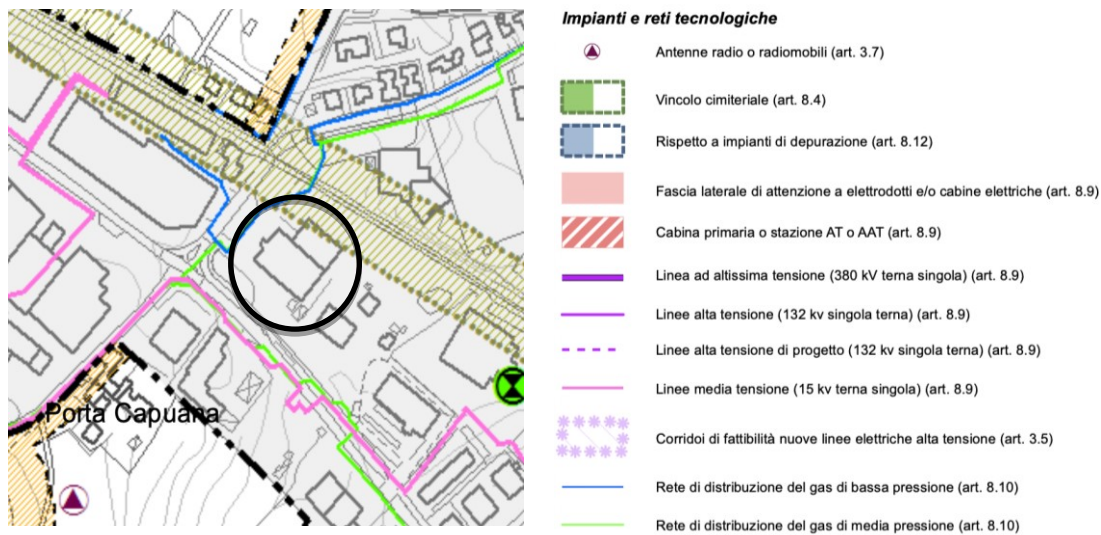 Porta Capuana
Impianti e reti tecnologiche
Antenne radio o radiomobili (art. 3.7)
Vincolo cimiteriale (art. 8.4)
Rispetto a impianti di depurazione (art. 8.12)
Fascia laterale di attenzione a elettrodotti e/o cabine elettriche (art. 8.9)
Cabina primaria o stazione AT o AAT (art. 8.9)
Linea ad altissima tensione (380 kV terna singola) (art. 8.9)
Linee alta tensione (132 kv singola terna) (art. 8.9)
Linee alta tensione di progetto (132 kv singola terna) (art. 8.9)
Linee media tensione (15 kv terna singola) (art. 8.9)
Corridoi di fattibilità nuove linee elettriche alta tensione (art. 3.5)
Rete di distribuzione del gas di bassa pressione (art. 8.10)
Rete di distribuzione del gas di media pressione (art. 8.10)